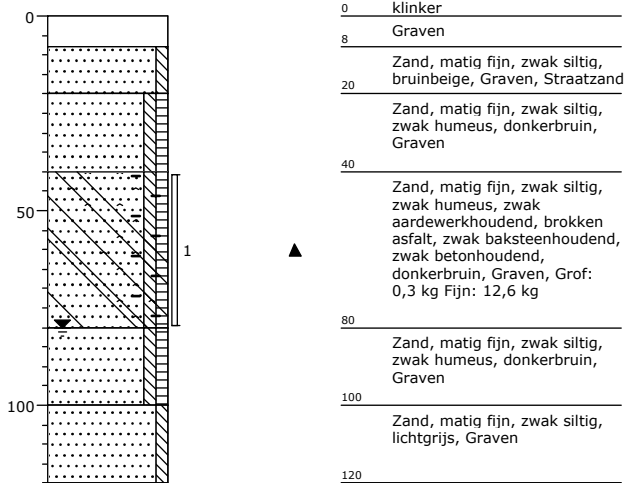 0
50
100
1
0
klinker
Graven
8
Zand, matig fijn, zwak siltig,
bruinbeige, Graven, Straatzand
20
Zand, matig fijn, zwak siltig,
zwak humeus, donkerbruin,
Graven
40
Zand, matig fijn, zwak siltig,
zwak humeus, zwak
aardewerkhoudend, brokken
asfalt, zwak baksteenhoudend,
zwak betonhoudend,
donkerbruin, Graven, Grof:
0,3 kg Fijn: 12,6 kg
80
Zand, matig fijn, zwak siltig,
zwak humeus, donkerbruin,
Graven
100
Zand, matig fijn, zwak siltig,
lichtgrijs, Graven
120